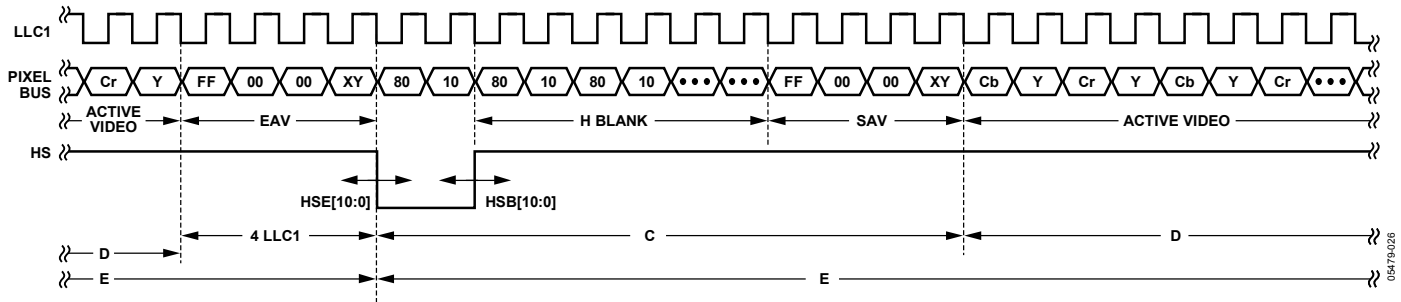 LLC1
PIXEL BUS Cr Y FF 00 00 XY 80 10 80 10 80 10 ••• ••• FF 00 00 XY Cb Y Cr Y Cb Y Cr •••
ACTIVE VIDEO EAV H BLANK SAV ACTIVE VIDEO
HS
HSE[10:0] HSB[10:0]
4 LLC1 C D
D
E E
05479-026